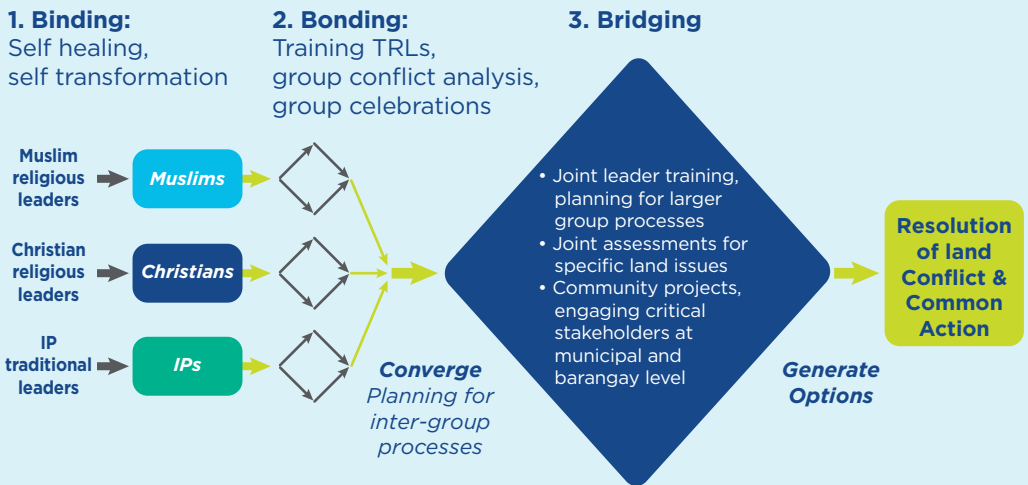 1. Binding:
Self healing,
self transformation
2. Bonding:
Training TRLs,
group conflict analysis,
group celebrations
3. Bridging
Muslim
religious
leaders
Muslims
Christian
religious
leaders
Christians
IP
traditional
leaders
IPs
Converge
Planning for
inter-group
processes
• Joint leader training,
planning for larger
group processes
• Joint assessments for
specific land issues
• Community projects,
engaging critical
stakeholders at
municipal and
barangay level
Generate
Options
Resolution
of land
Conflict &
Common
Action